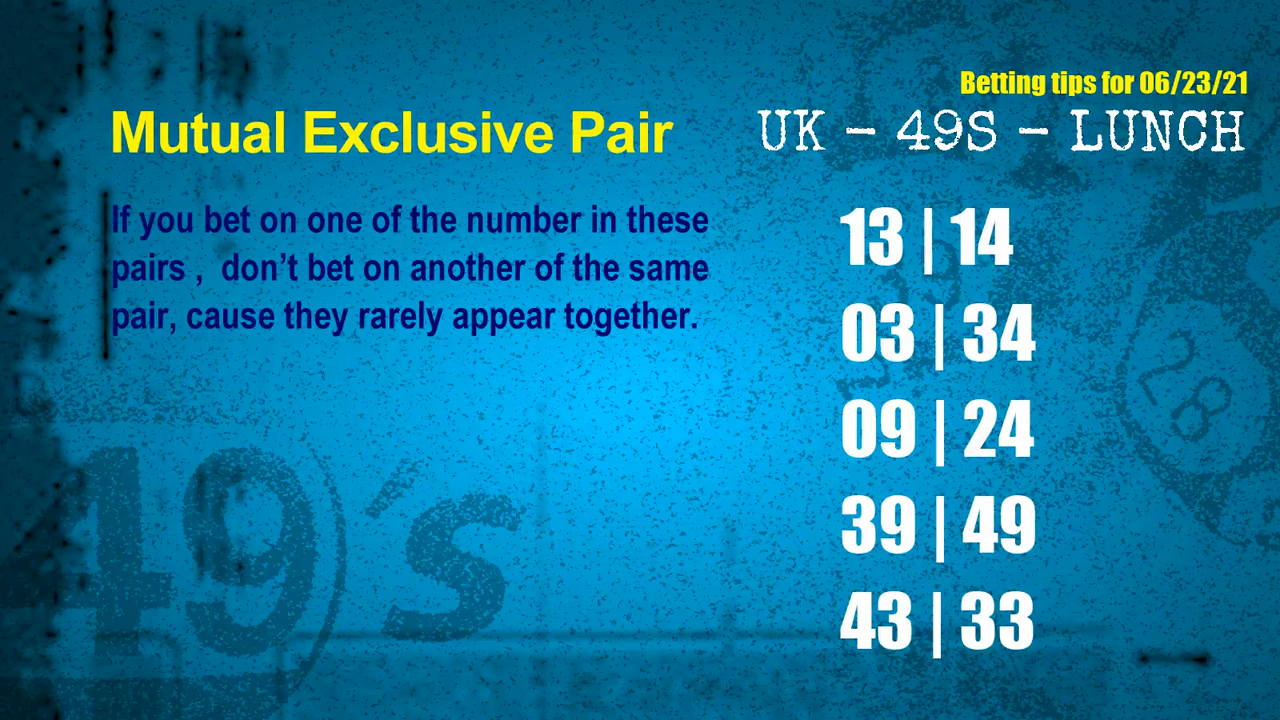 Betting tips for 06/23/21
Mutual Exclusive Pair
UK - 49S - LUNCH
If you bet on one of the number in these
pairs ,  don’t bet on another of the same
pair, cause they rarely appear together.
13 | 14
03 | 34
09 | 24
39 | 49
43 | 33
49's
28